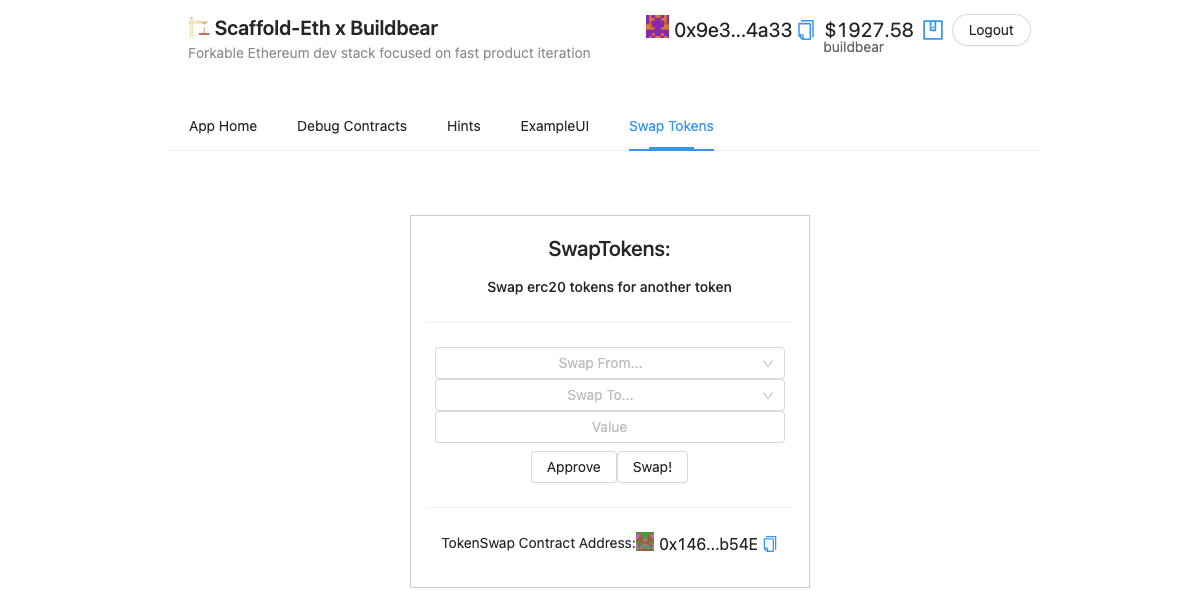 Scaffold-Eth x Buildbear
Forkable Ethereum dev stack focused on fast product iteration
0x9e3...4a33 $1927.58 Logout
buildbear
App Home Debug Contracts Hints ExampleUI Swap Tokens
SwapTokens:
Swap erc20 tokens for another token
Swap From...
Swap To...
Value
Approve Swap!
TokenSwap Contract Address: 0x146...b54E